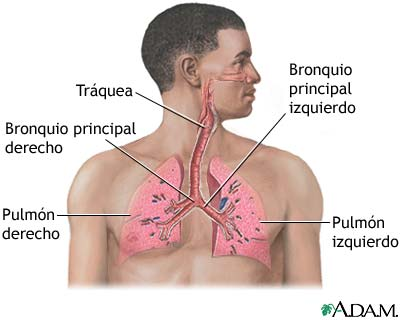 Tráquea
Bronquio principal
derecho
Pulmón
derecho
Bronquio
principal
izquierdo
Pulmón
izquierdo
A.D.A.M.